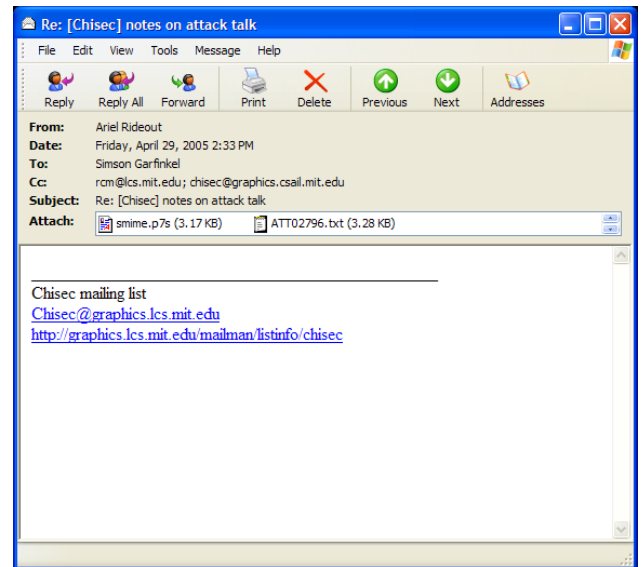 Re: [Chisec] notes on attack talk
File Edit View Tools Message Help
Reply Reply All Forward Print Delete Previous Next Addresses
From: Ariel Rideout
Date: Friday, April 29, 2005 2:33 PM
To: Simson Garfinkel
Cc: rcm@lcs.mit.edu; chisec@graphics.csail.mit.edu
Subject: Re: [Chisec] notes on attack talk
Attach: smime.p7s (3.17 KB) ATT02796.txt (3.28 KB)
Chisec mailing list
Chisec@graphics.lcs.mit.edu
http://graphics.lcs.mit.edu/mailman/listinfo/chisec